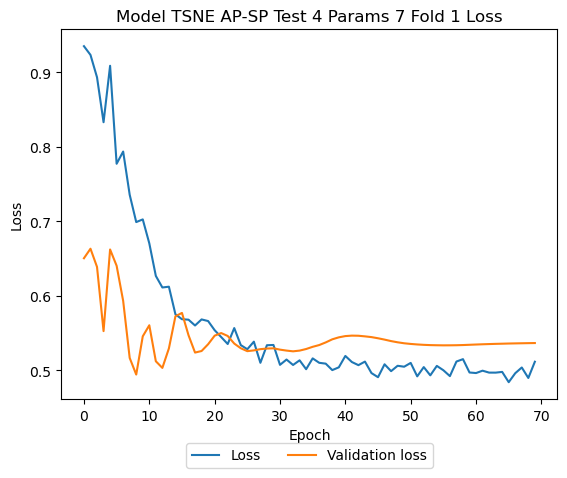 Model TSNE AP-SP Test 4 Params 7 Fold 1 Loss
0.9
0.8
0.7
0.6
0.5
Loss
0 10 20 30 40 50 60 70
Epoch
Loss Validation loss